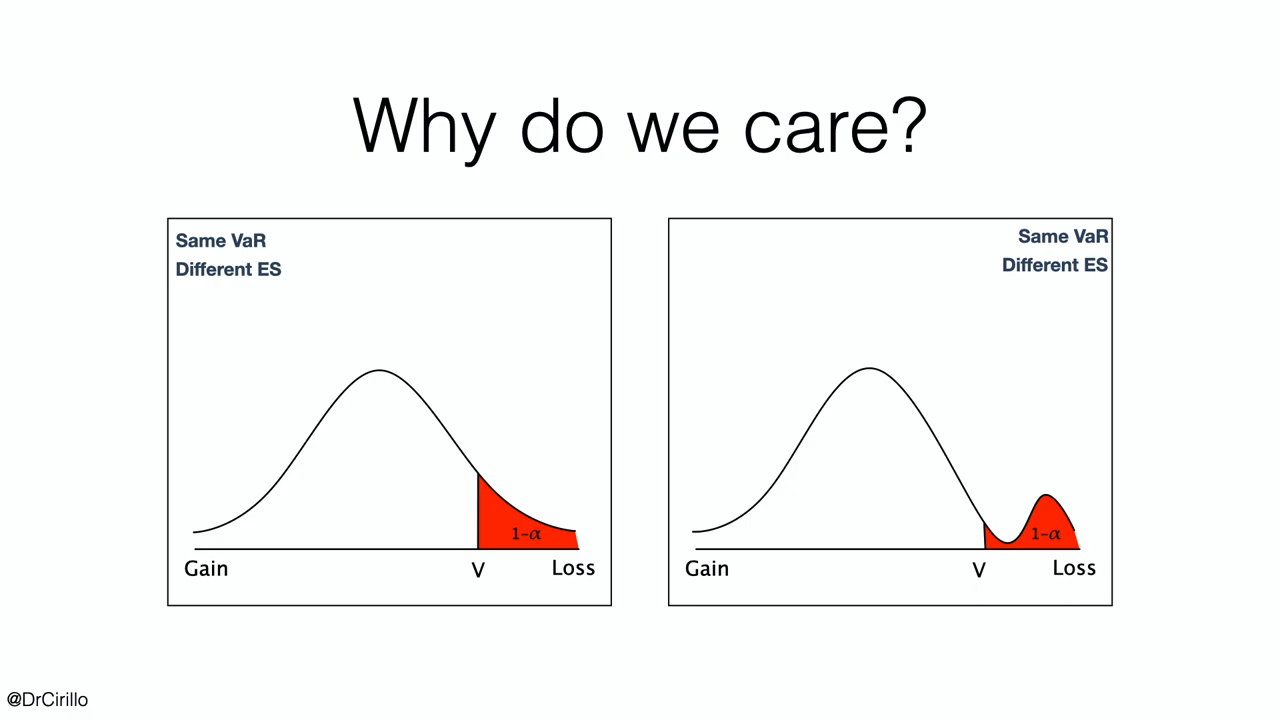 Why do we care?
Same VaR
Different ES
1-α
Gain
V
Loss
Same VaR
Different ES
1-α
Gain
V
Loss
@DrCirillo